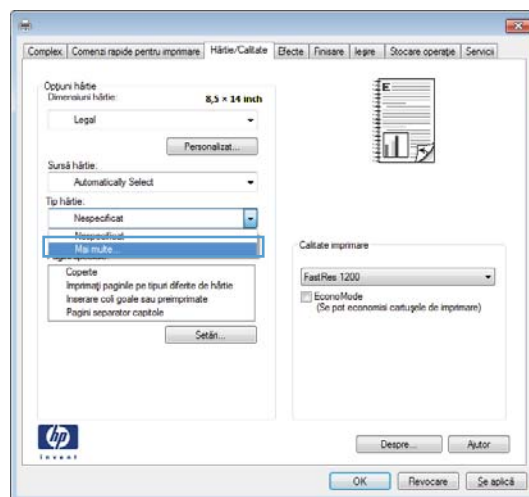 Complex Comenzi rapide pentru imprimare Hârtie/Calitate Efecte Finisare Ieşire Stocare operaţie Servicii
Opţiuni hârtie
Dimensiuni hârtie: 8,5 × 14 inch
Legal
Personalizat...
Sursă hârtie:
Automatically Select
Tip hârtie:
Nespecificat
Nespecificat
Mai multe...
Coperte
Imprimaţi paginile pe tipuri diferite de hârtie
Inserare coli goale sau preimprimate
Pagini separator capitole
Setări...
E
Calitate imprimare
FastRes 1200
EconoMode
(Se pot economisi cartuşele de imprimare)
hp
invent
Despre... Ajutor
OK Revocare Se aplică